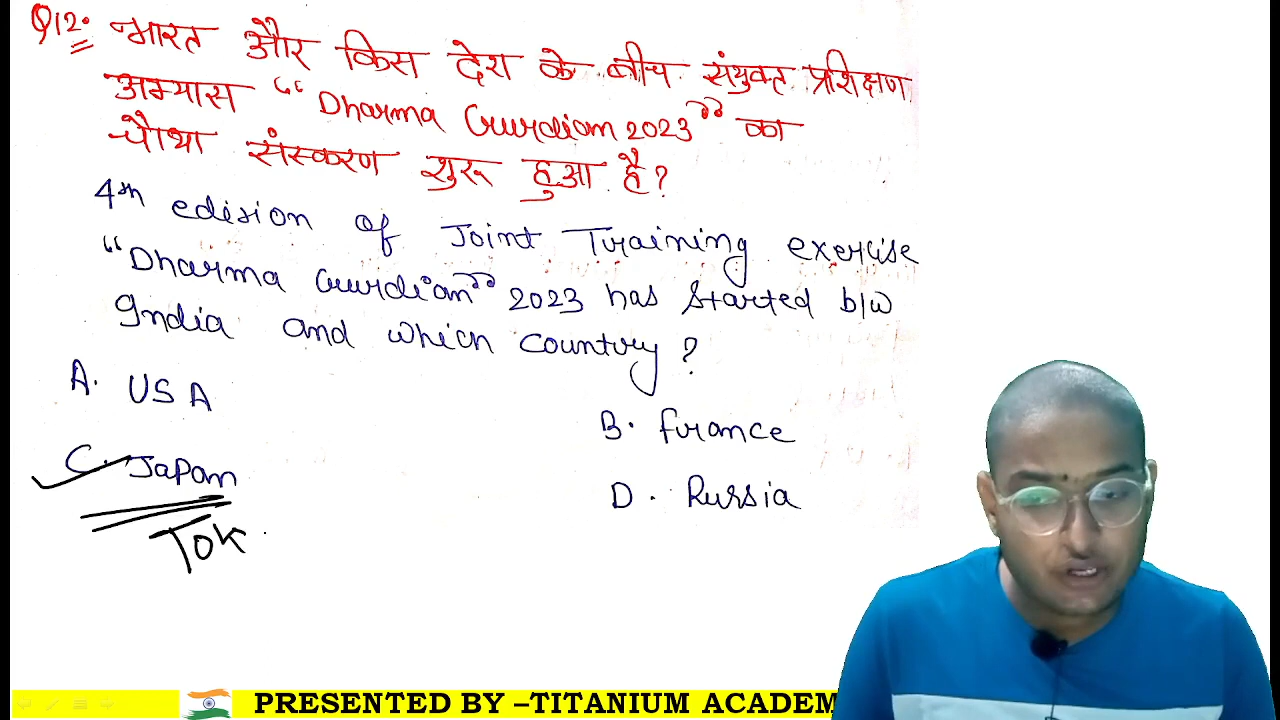 Q12. भारत और किस देश के बीच संयुक्त प्रशिक्षण
अभ्यास "Dharma Guardian 2023" का
चौथा संस्करण शुरू हुआ है?
4th edision of Joint Training exercise
"Dharma Guardian" 2023 has started b/w
India and which country?
A. USA
B. france
C. Japan
D. Russia
Tok
PRESENTED BY –TITANIUM ACADEM